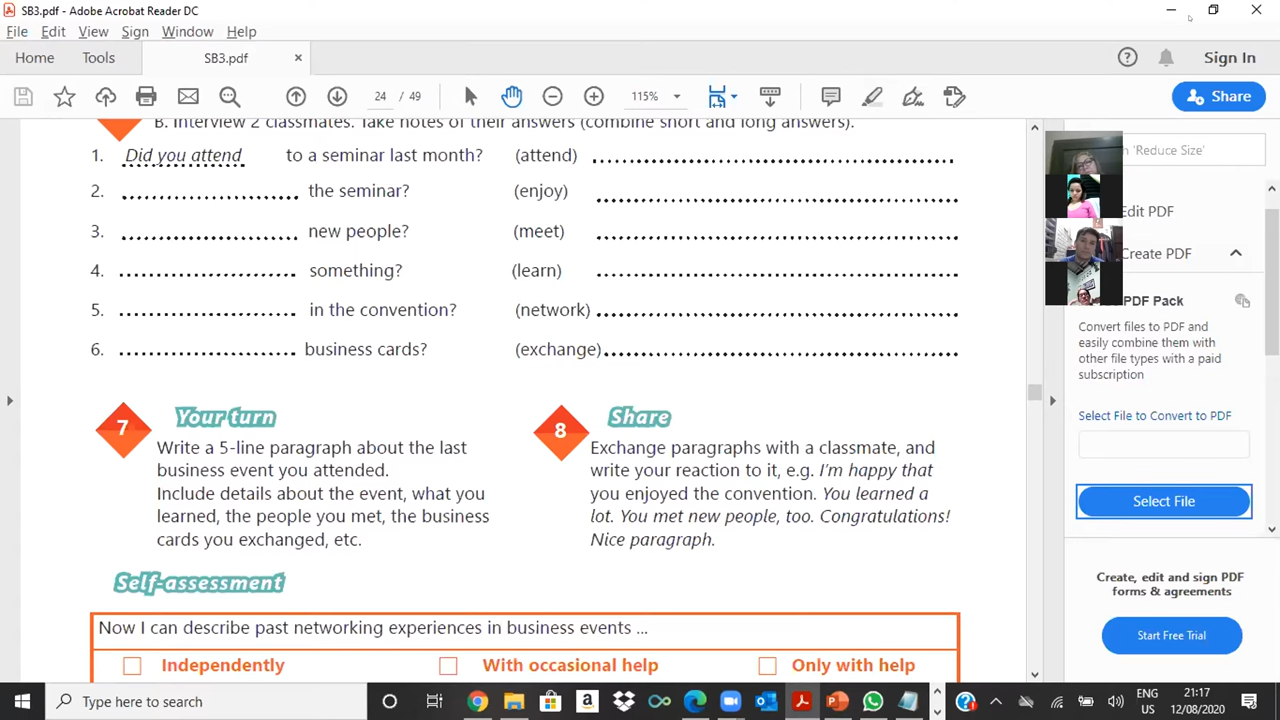 SB3.pdf - Adobe Acrobat Reader DC
File Edit View Sign Window Help
Home Tools SB3.pdf × Sign In
24 / 49 115% Share
B. Interview 2 classmates. Take notes of their answers (combine short and long answers).
1. Did you attend to a seminar last month? (attend)
2. the seminar? (enjoy)
3. new people? (meet)
4. something? (learn)
5. in the convention? (network)
6. business cards? (exchange)
7 Your turn
Write a 5-line paragraph about the last
business event you attended.
Include details about the event, what you
learned, the people you met, the business
cards you exchanged, etc.
8 Share
Exchange paragraphs with a classmate, and
write your reaction to it, e.g. I'm happy that
you enjoyed the convention. You learned a
lot. You met new people, too. Congratulations!
Nice paragraph.
Self-assessment
Now I can describe past networking experiences in business events ...
Independently With occasional help Only with help
'Reduce Size'
Edit PDF
Create PDF
PDF Pack
Convert files to PDF and
easily combine them with
other file types with a paid
subscription
Select File to Convert to PDF
Select File
Create, edit and sign PDF
forms & agreements
Start Free Trial
Type here to search
ENG
US
21:17
12/08/2020